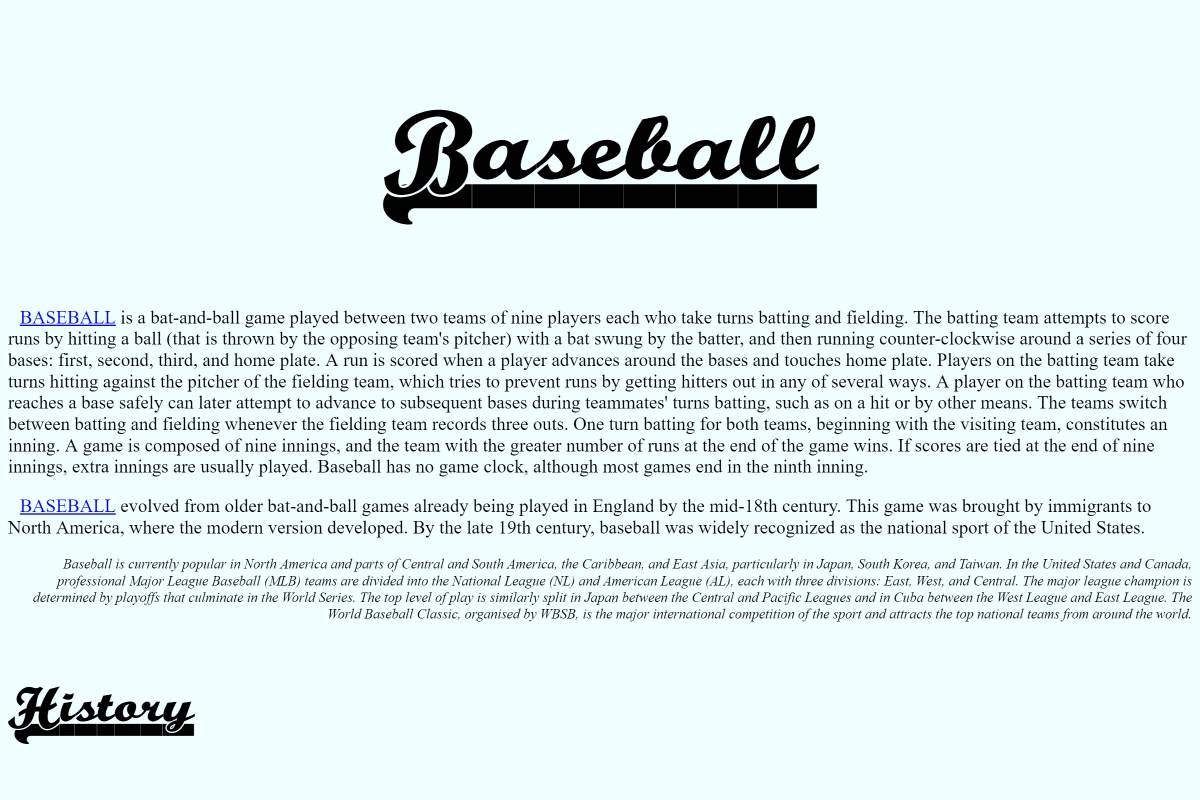 Baseball
BASEBALL is a bat-and-ball game played between two teams of nine players each who take turns batting and fielding. The batting team attempts to score
runs by hitting a ball (that is thrown by the opposing team's pitcher) with a bat swung by the batter, and then running counter-clockwise around a series of four
bases: first, second, third, and home plate. A run is scored when a player advances around the bases and touches home plate. Players on the batting team take
turns hitting against the pitcher of the fielding team, which tries to prevent runs by getting hitters out in any of several ways. A player on the batting team who
reaches a base safely can later attempt to advance to subsequent bases during teammates' turns batting, such as on a hit or by other means. The teams switch
between batting and fielding whenever the fielding team records three outs. One turn batting for both teams, beginning with the visiting team, constitutes an
inning. A game is composed of nine innings, and the team with the greater number of runs at the end of the game wins. If scores are tied at the end of nine
innings, extra innings are usually played. Baseball has no game clock, although most games end in the ninth inning.
BASEBALL evolved from older bat-and-ball games already being played in England by the mid-18th century. This game was brought by immigrants to
North America, where the modern version developed. By the late 19th century, baseball was widely recognized as the national sport of the United States.
Baseball is currently popular in North America and parts of Central and South America, the Caribbean, and East Asia, particularly in Japan, South Korea, and Taiwan. In the United States and Canada,
professional Major League Baseball (MLB) teams are divided into the National League (NL) and American League (AL), each with three divisions: East, West, and Central. The major league champion is
determined by playoffs that culminate in the World Series. The top level of play is similarly split in Japan between the Central and Pacific Leagues and in Cuba between the West League and East League. The
World Baseball Classic, organised by WBSB, is the major international competition of the sport and attracts the top national teams from around the world.
History